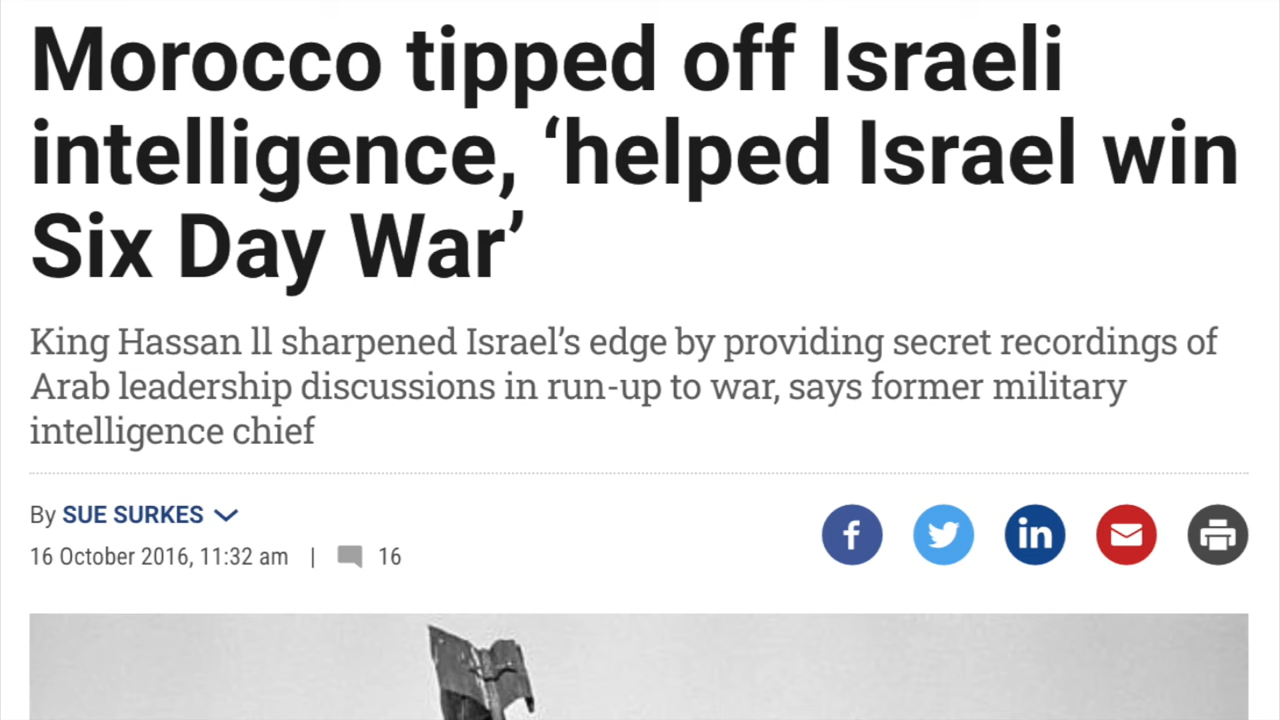 Morocco tipped off Israeli
intelligence, ‘helped Israel win
Six Day War’
King Hassan ll sharpened Israel’s edge by providing secret recordings of
Arab leadership discussions in run-up to war, says former military
intelligence chief
By SUE SURKES
16 October 2016, 11:32 am | 16
f in